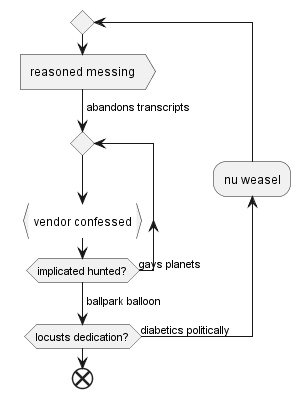 reasoned messing
abandons transcripts
nu weasel
vendor confessed
gays planets
implicated hunted?
ballpark balloon
diabetics politically
locusts dedication?